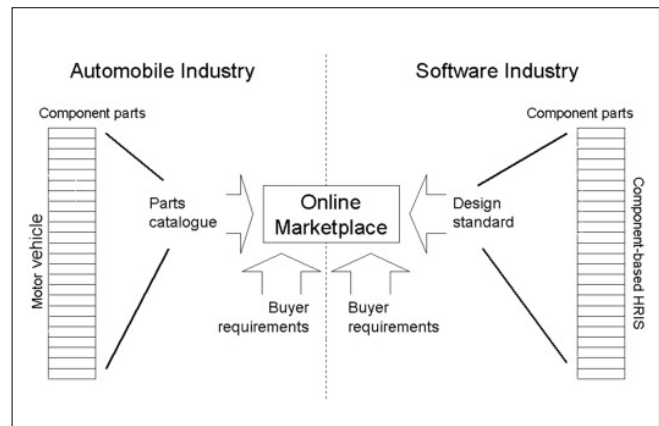 Automobile Industry
Software Industry
Component parts
Component parts
Motor vehicle
Parts
catalogue
Online
Marketplace
Design
standard
Component-based HRIS
Buyer
requirements
Buyer
requirements